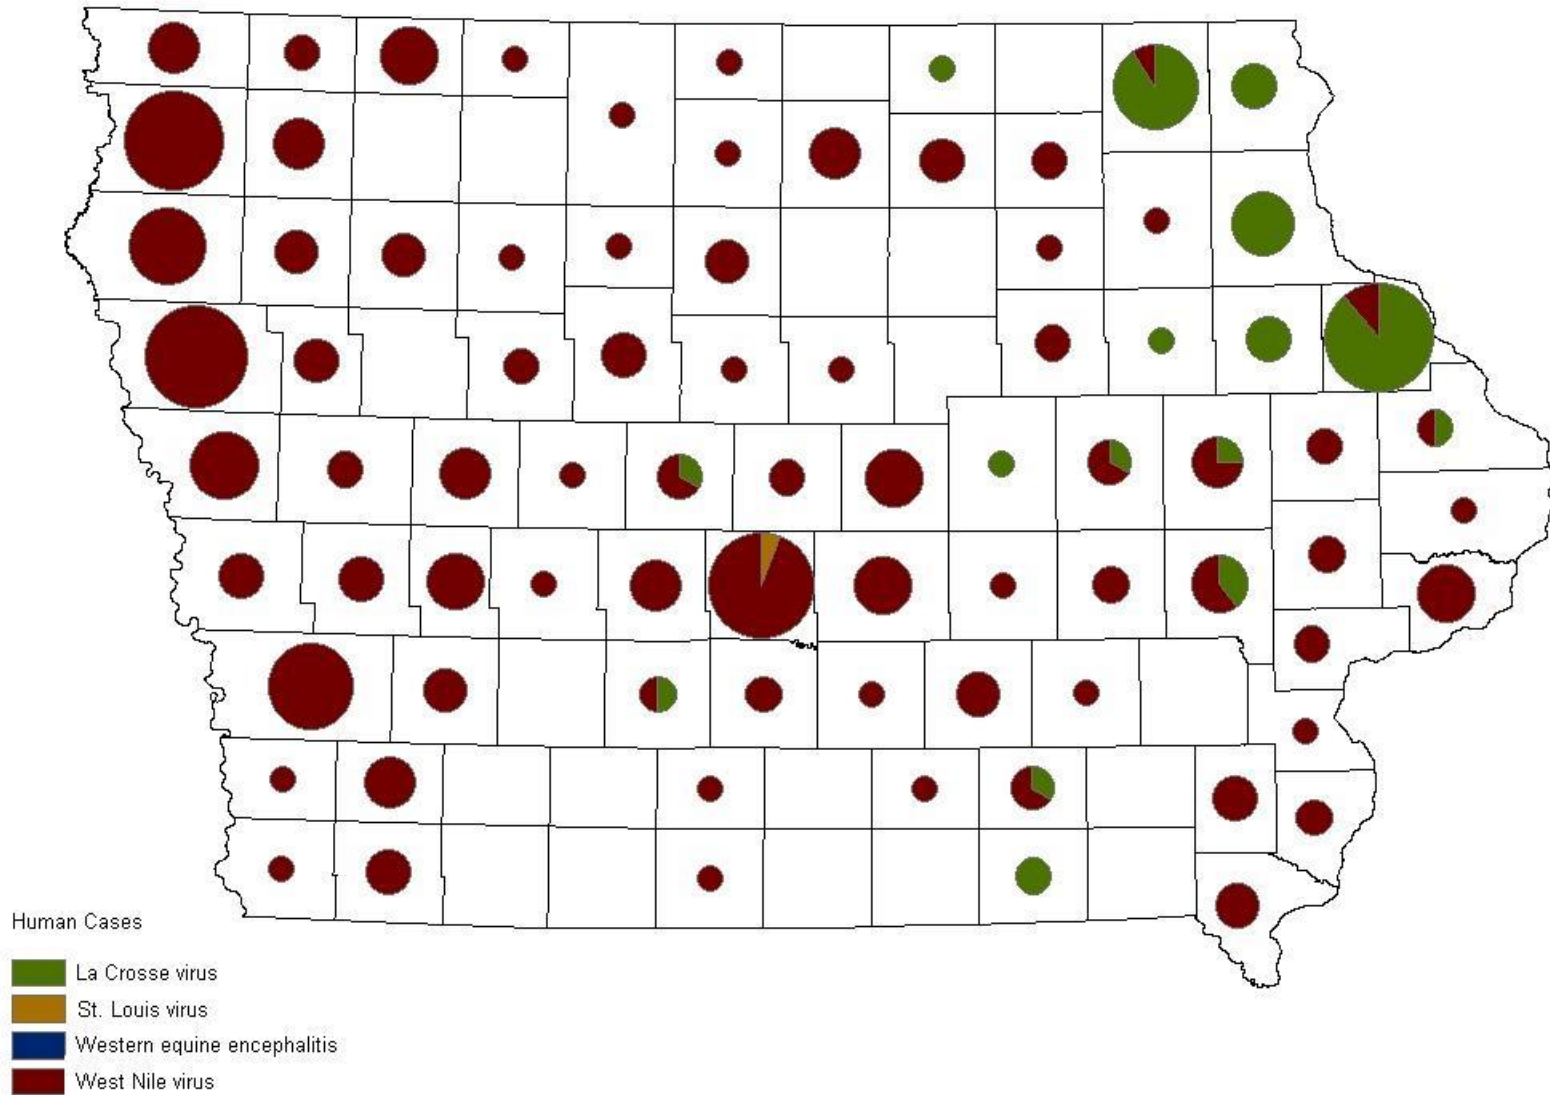 Human Cases
La Crosse virus
St. Louis virus
Western equine encephalitis
West Nile virus